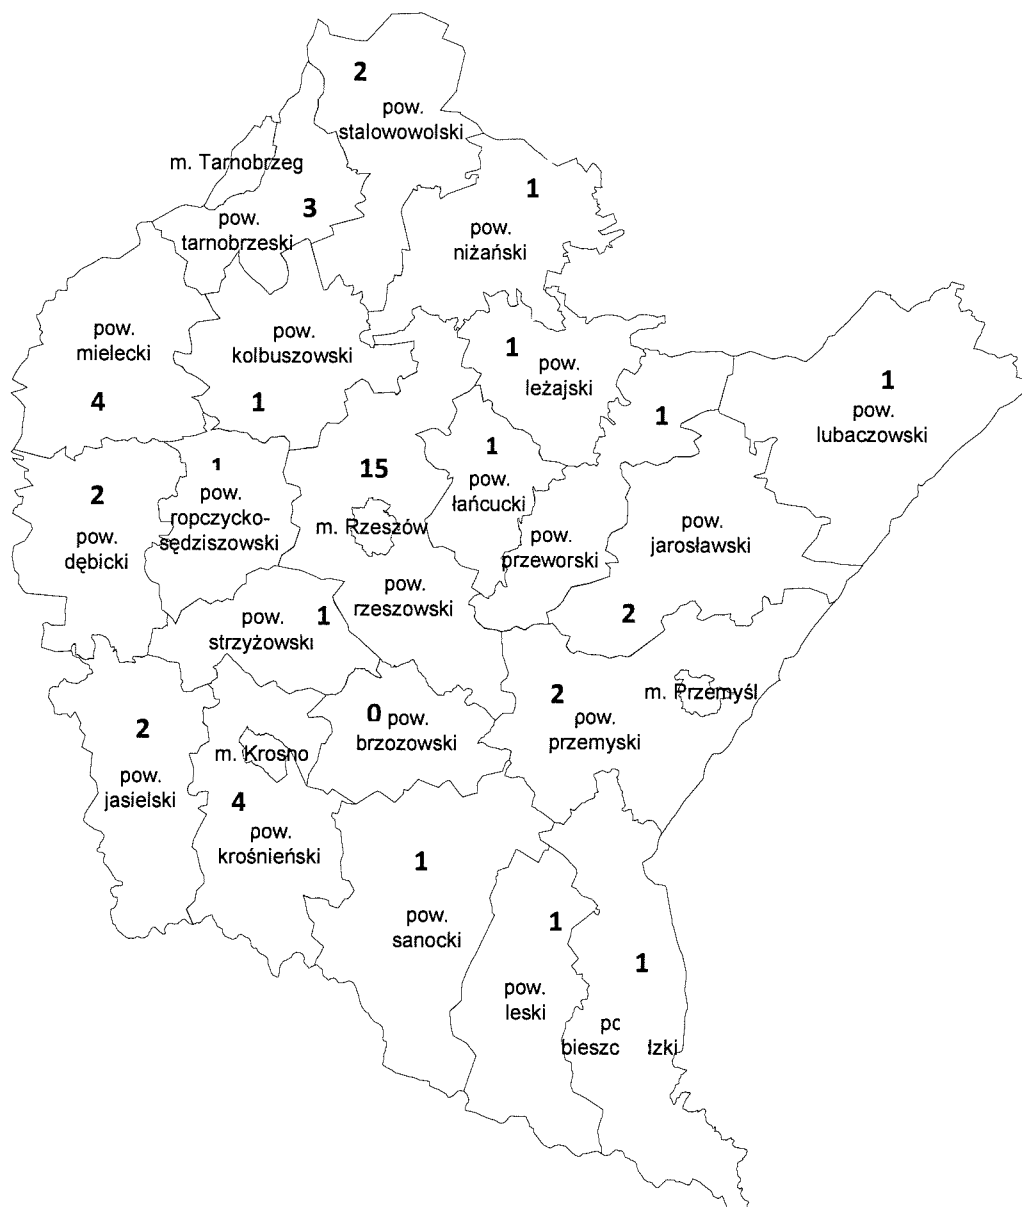 2
pow.
stalowowolski
m. Tarnobrzeg
1
3
pow.
tarnobrzeski
pow.
niżański
pow.
mielecki
4
pow.
kolbuszowski
1
1
pow.
leżajski
1
1
pow.
lubaczowski
2
pow.
dębicki
1
pow.
ropczycko-
sędziszowski
15
m. Rzeszów
pow.
rzeszowski
1
pow.
łańcucki
pow.
przeworski
pow.
jarosławski
2
pow.
strzyżowski
1
2
pow.
jasielski
m. Krosno
4
pow.
krośnieński
0
pow.
brzozowski
2
pow.
przemyski
m. Przemyśl
1
pow.
sanocki
1
pow.
leski
1